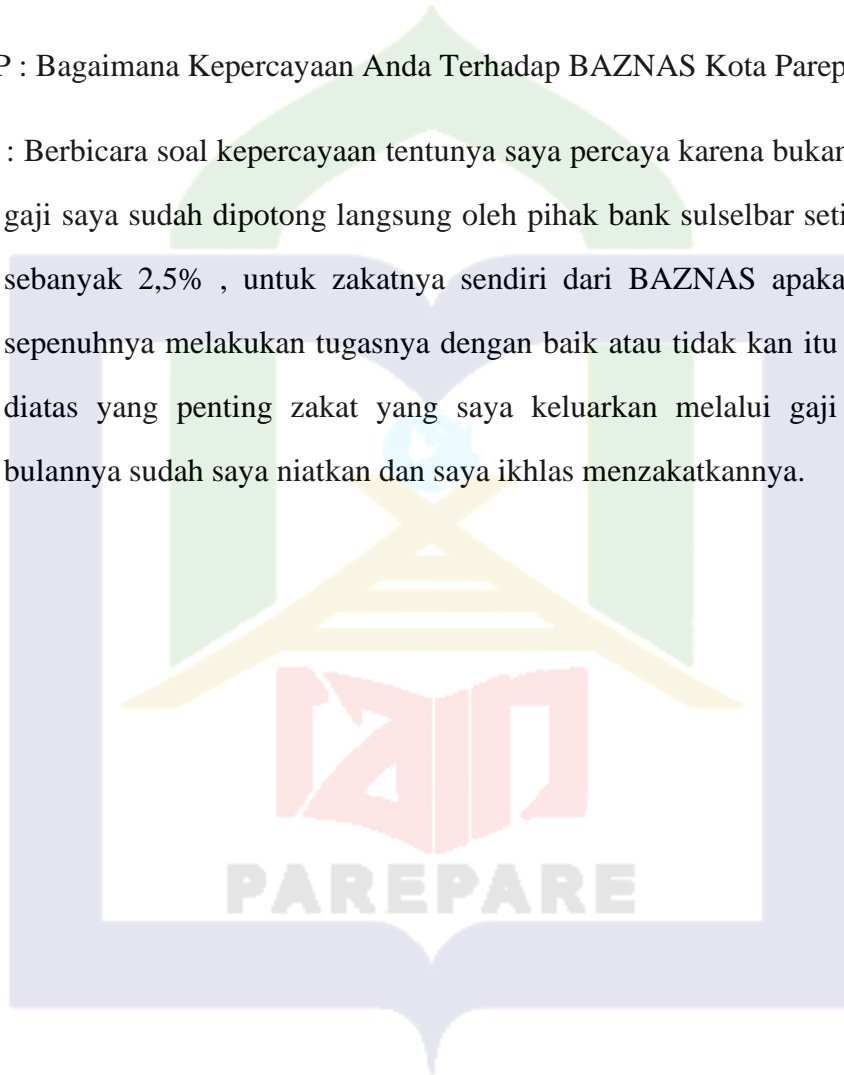 P : Bagaimana Kepercayaan Anda Terhadap BAZNAS Kota Parep
: Berbicara soal kepercayaan tentunya saya percaya karena bukan
gaji saya sudah dipotong langsung oleh pihak bank sulselbar seti
sebanyak 2,5% , untuk zakatnya sendiri dari BAZNAS apaka
sepenuhnya melakukan tugasnya dengan baik atau tidak kan itu
diatas yang penting zakat yang saya keluarkan melalui gaji
bulannya sudah saya niatkan dan saya ikhlas menzakatkannya.
iain
PAREPARE